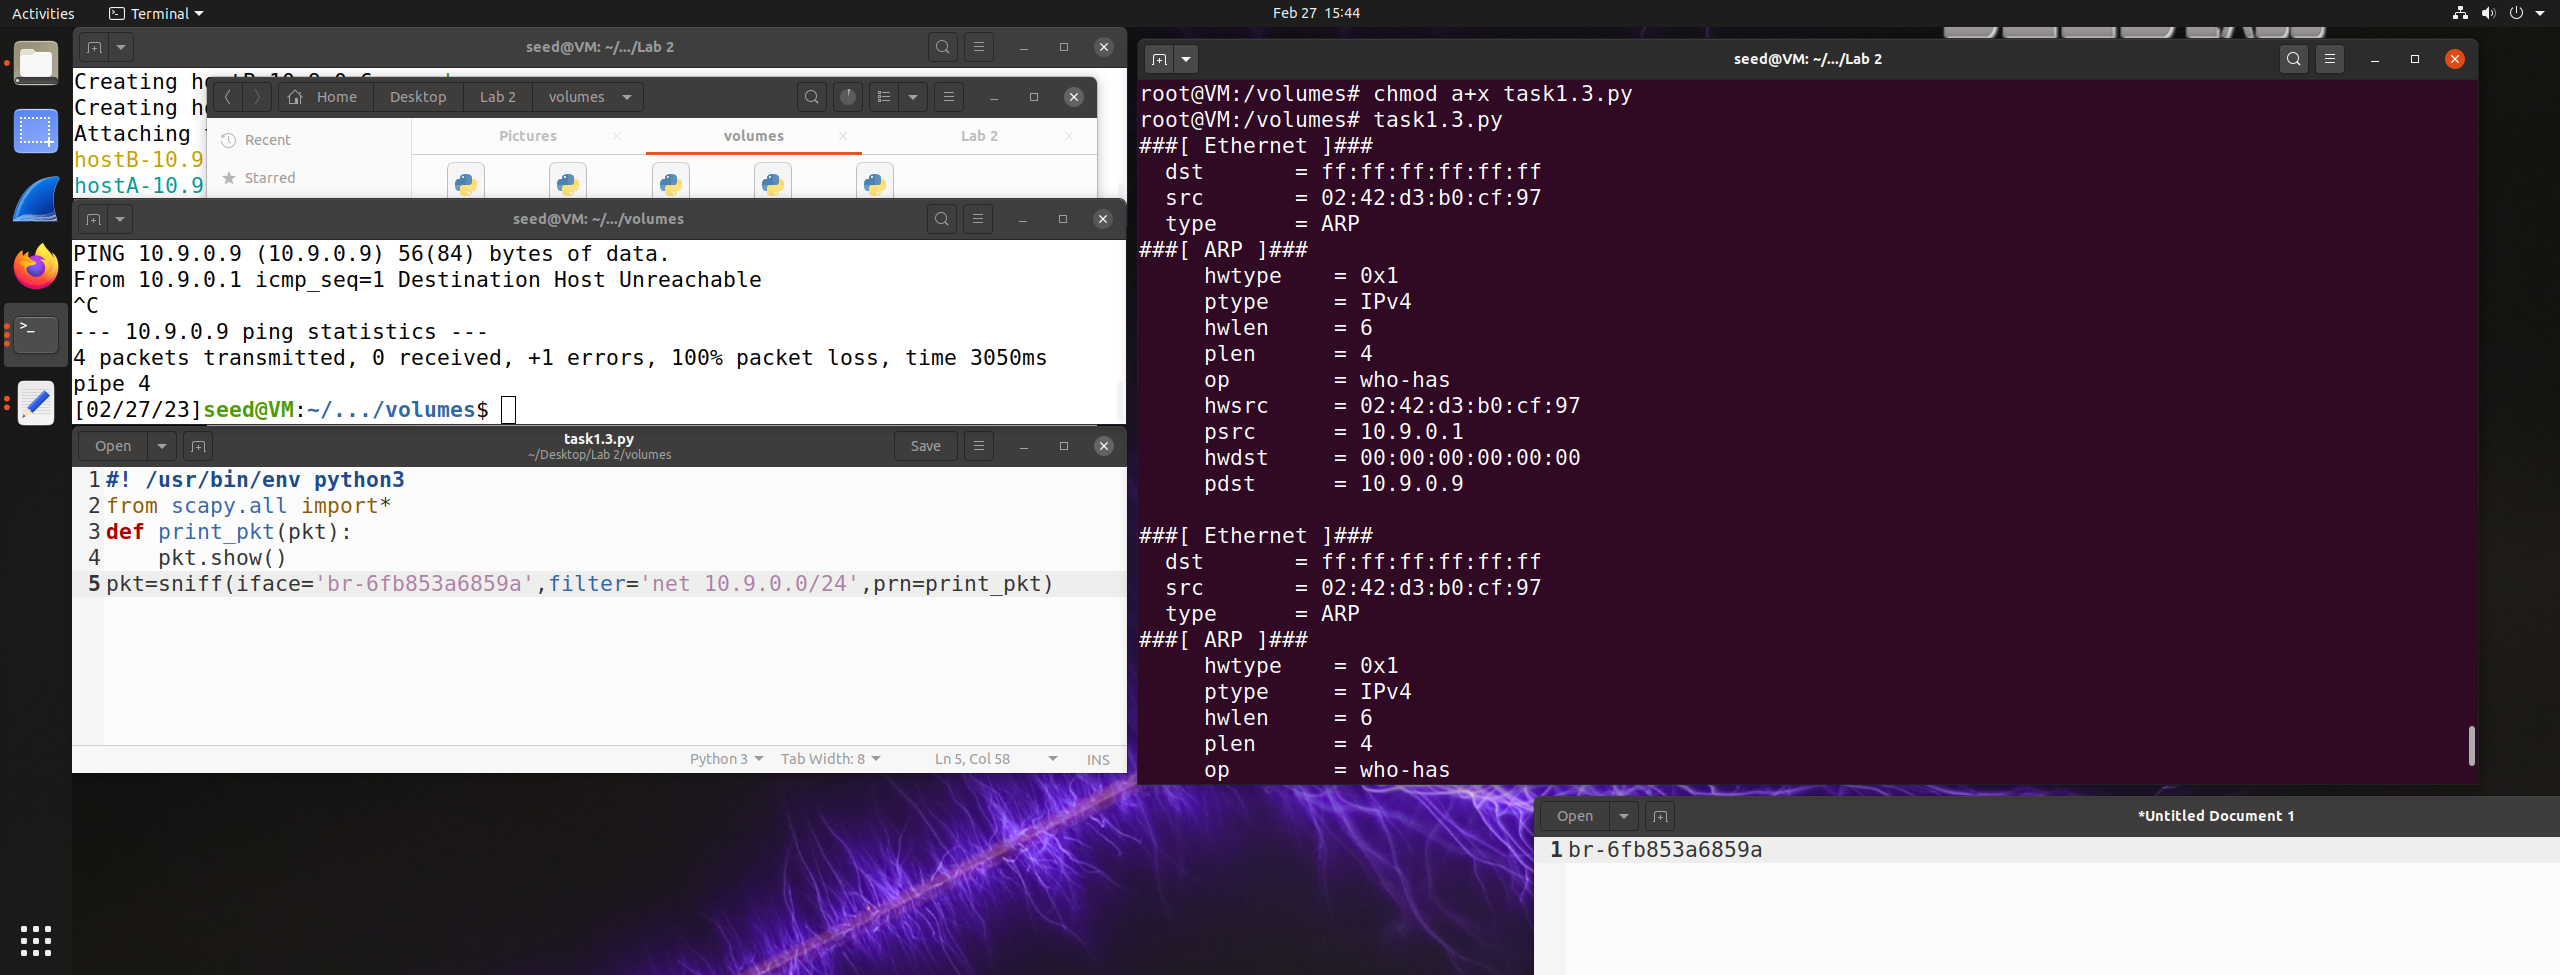 Activities
Terminal
Feb 27 15:44
seed@VM: ~/.../Lab 2
Creating
Creating
Attaching
hostB-10.9
hostA-10.9
Home
Desktop
Lab 2
volumes
Recent
Starred
Pictures
volumes
Lab 2
seed@VM: ~/.../volumes
PING 10.9.0.9 (10.9.0.9) 56(84) bytes of data.
From 10.9.0.1 icmp_seq=1 Destination Host Unreachable
^C
--- 10.9.0.9 ping statistics ---
4 packets transmitted, 0 received, +1 errors, 100% packet loss, time 3050ms
pipe 4
[02/27/23]seed@VM:~/.../volumes$
Open
task1.3.py
~/Desktop/Lab 2/volumes
Save
1 #! /usr/bin/env python3
2 from scapy.all import*
3 def print_pkt(pkt):
4     pkt.show()
5 pkt=sniff(iface='br-6fb853a6859a',filter='net 10.9.0.0/24',prn=print_pkt)
Python 3
Tab Width: 8
Ln 5, Col 58
INS
seed@VM: ~/.../Lab 2
root@VM:/volumes# chmod a+x task1.3.py
root@VM:/volumes# task1.3.py
###[ Ethernet ]###
  dst       = ff:ff:ff:ff:ff:ff
  src       = 02:42:d3:b0:cf:97
  type      = ARP
###[ ARP ]###
     hwtype    = 0x1
     ptype     = IPv4
     hwlen     = 6
     plen      = 4
     op        = who-has
     hwsrc     = 02:42:d3:b0:cf:97
     psrc      = 10.9.0.1
     hwdst     = 00:00:00:00:00:00
     pdst      = 10.9.0.9
###[ Ethernet ]###
  dst       = ff:ff:ff:ff:ff:ff
  src       = 02:42:d3:b0:cf:97
  type      = ARP
###[ ARP ]###
     hwtype    = 0x1
     ptype     = IPv4
     hwlen     = 6
     plen      = 4
     op        = who-has
Open
*Untitled Document 1
1 br-6fb853a6859a